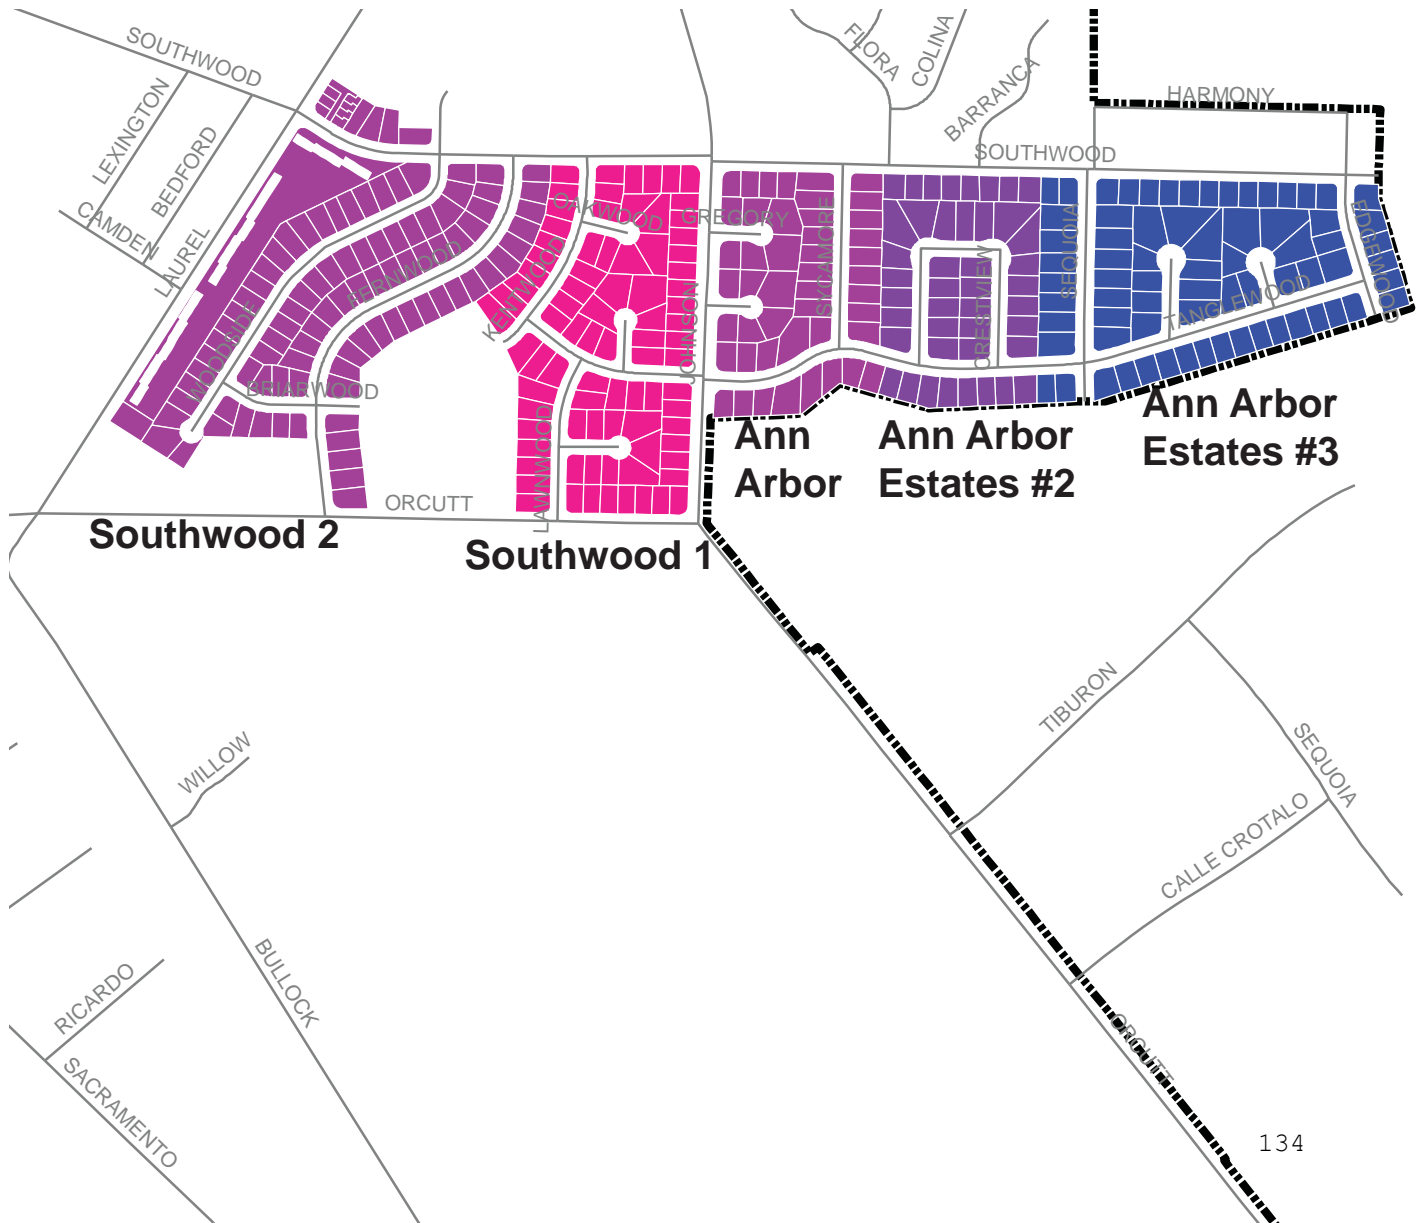 SOUTHWOOD
FLORA
COLINA
BARRANCA
HARMONY
LEXINGTON
BEDFORD
CAMDEN
LAUREL
SOUTHWOOD
OAKWOOD
GREGORY
SYCAMORE
SEQUOIA
EDGEWOOD
FERNWOOD
KENTWOOD
JOHNSON
CRESTVIEW
TANGLEWOOD
WOODSIDE
BRIARWOOD
LAWNWOOD
ORCUTT
Ann
Arbor
Ann Arbor
Estates #2
Ann Arbor
Estates #3
Southwood 2
Southwood 1
TIBURON
SEQUOIA
CALLE CROTALO
WILLOW
BULLOCK
RICARDO
SACRAMENTO
ORCUTT
134